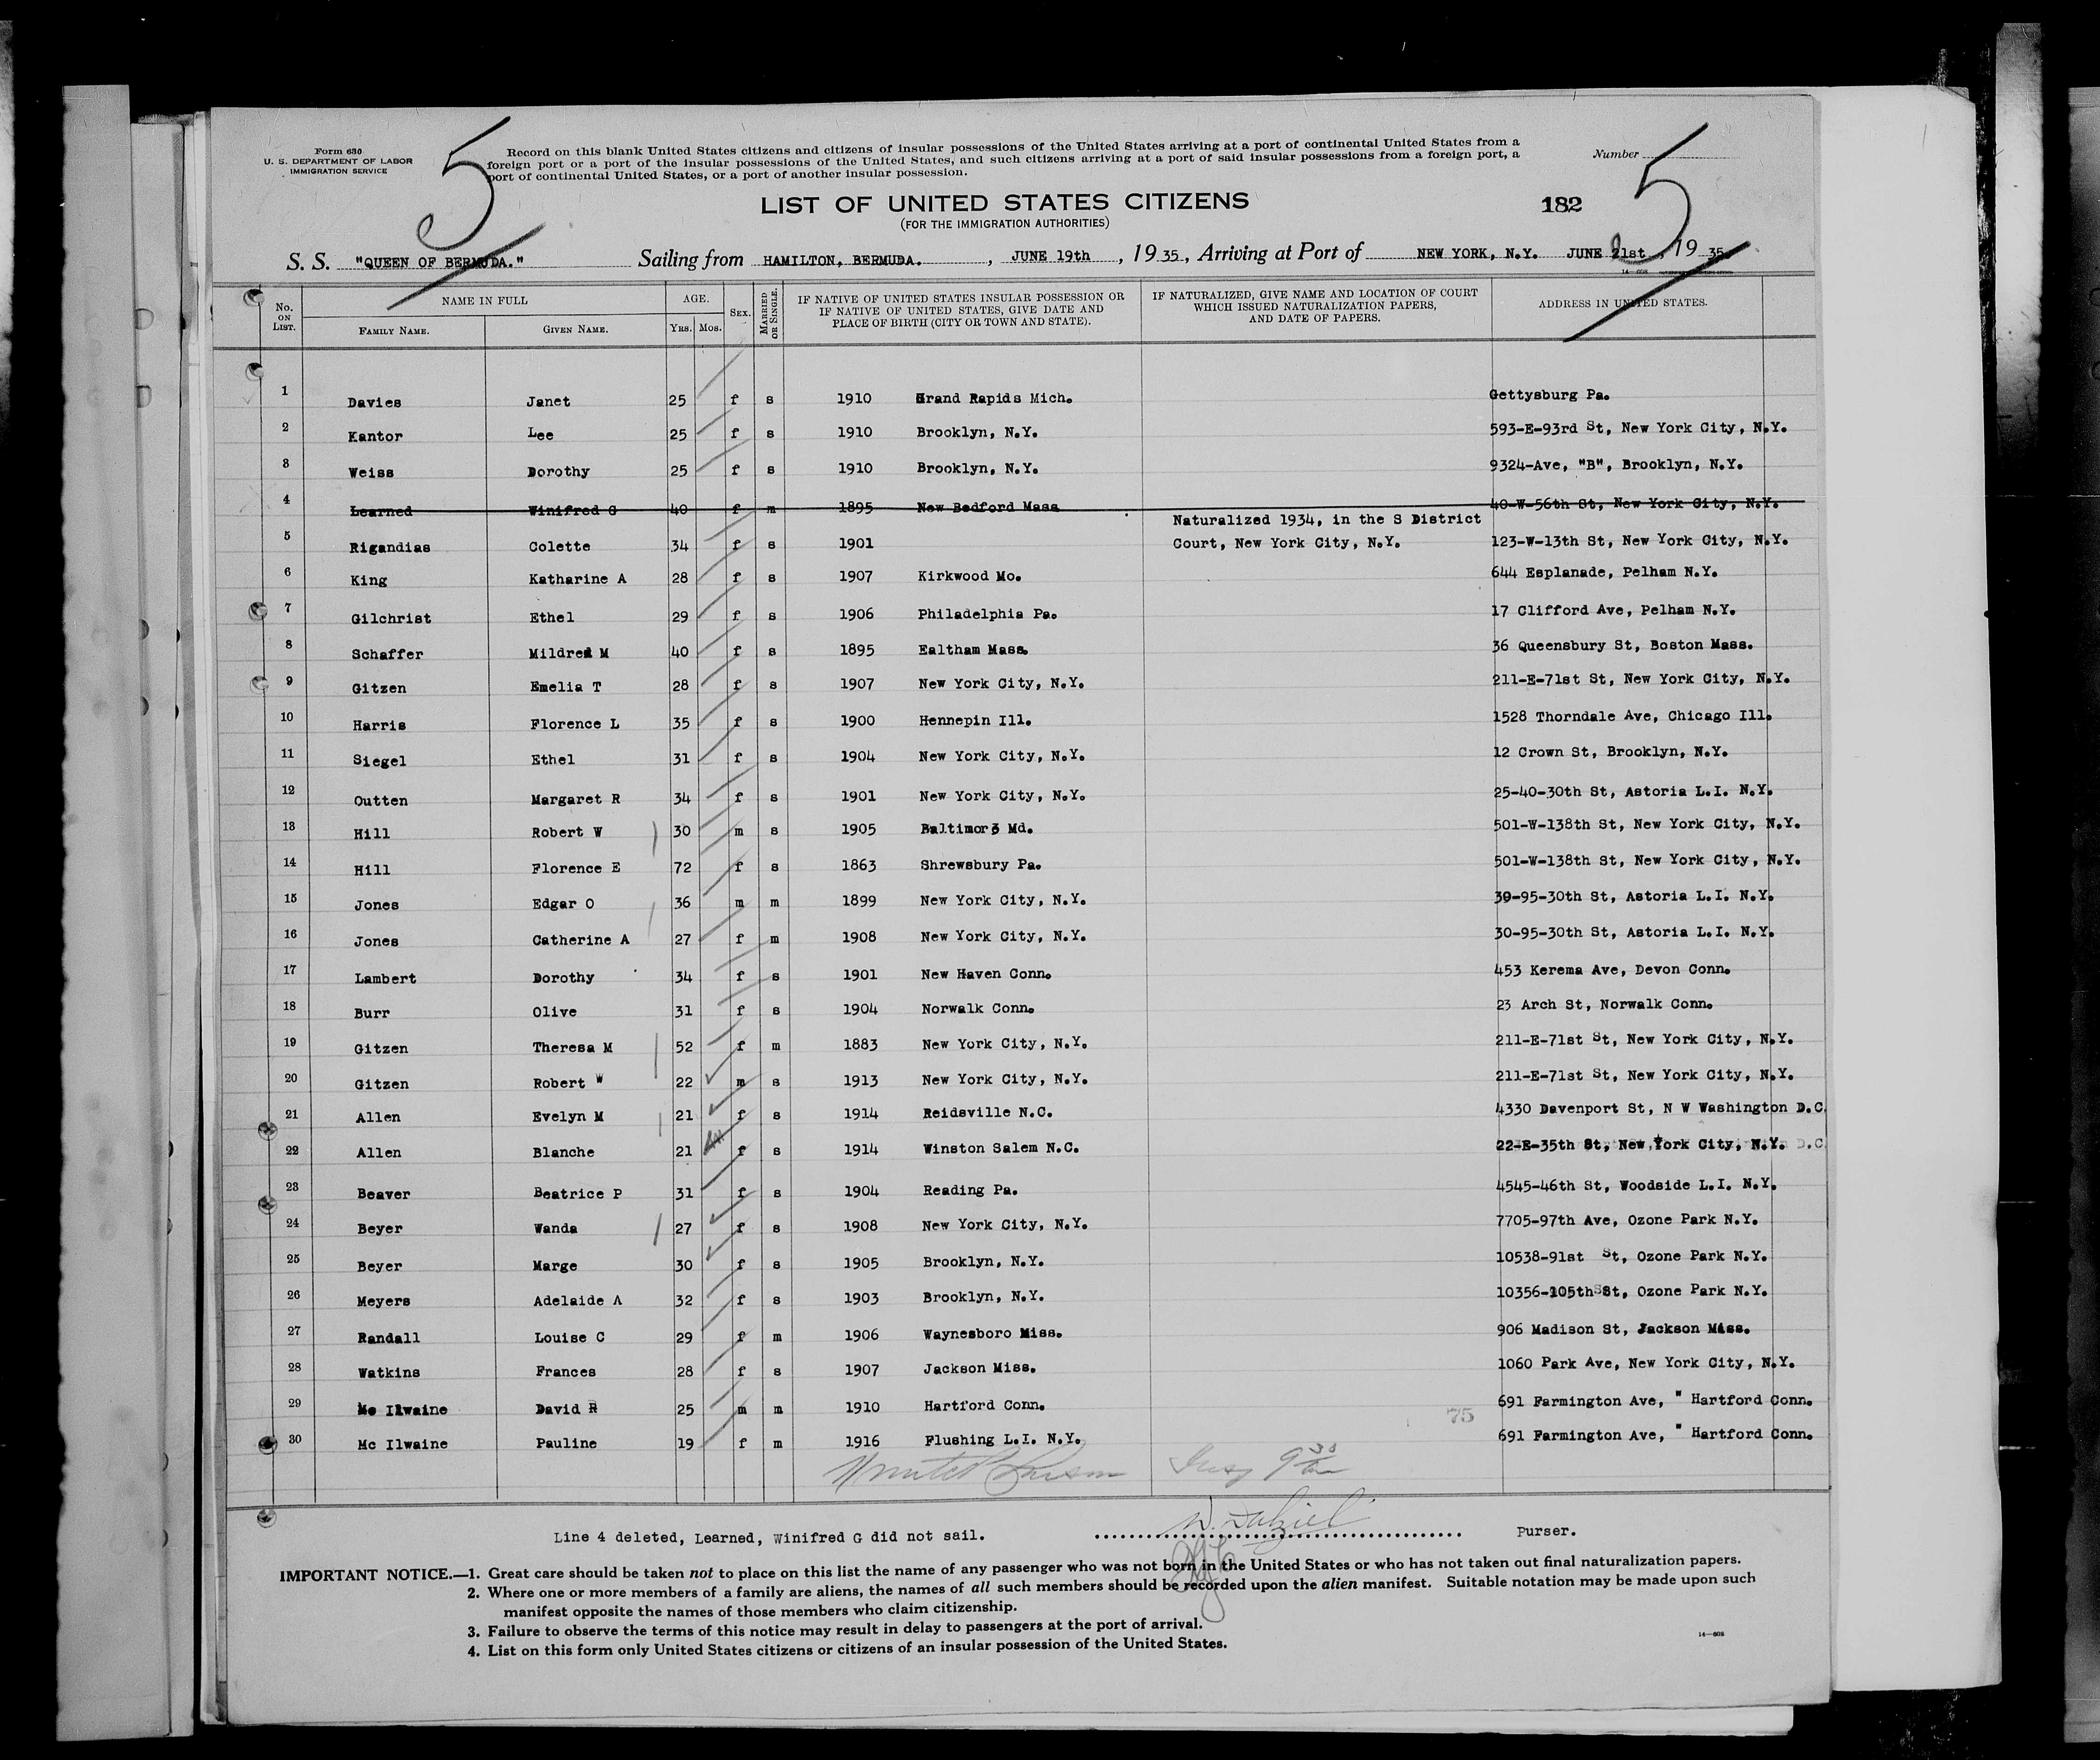 Form 630
U. S. DEPARTMENT OF LABOR
IMMIGRATION SERVICE
5
Record on this blank United States citizens and citizens of insular possessions of the United States arriving at a port of continental United States from a
foreign port or a port of the insular possessions of the United States, and such citizens arriving at a port of said insular possessions from a foreign port, a
port of continental United States, or a port of another insular possession.
Number
5
LIST OF UNITED STATES CITIZENS
(FOR THE IMMIGRATION AUTHORITIES)
182
S. S. "QUEEN OF BERMUDA." Sailing from HAMILTON, BERMUDA. , JUNE 19th , 19 35, Arriving at Port of NEW YORK, N.Y. JUNE 21st , 19 35.
14—608
No. ON LIST. NAME IN FULL FAMILY NAME. GIVEN NAME. AGE. YRS. MOS. SEX. MARRIED OR SINGLE. IF NATIVE OF UNITED STATES INSULAR POSSESSION OR IF NATIVE OF UNITED STATES, GIVE DATE AND PLACE OF BIRTH (CITY OR TOWN AND STATE). IF NATURALIZED, GIVE NAME AND LOCATION OF COURT WHICH ISSUED NATURALIZATION PAPERS, AND DATE OF PAPERS. ADDRESS IN UNITED STATES.
1 Davies Janet 25 f s 1910 Grand Rapids Mich. Gettysburg Pa.
2 Kantor Lee 25 f s 1910 Brooklyn, N.Y. 593-E-93rd St, New York City, N.Y.
3 Weiss Dorothy 25 f s 1910 Brooklyn, N.Y. 9324-Ave, "B", Brooklyn, N.Y.
4 Learned Winifred G 40 f m 1895 New Bedford Mass 40-W-56th St, New York City, N.Y.
Naturalized 1934, in the S District
5 Rigandias Colette 34 f s 1901 Court, New York City, N.Y. 123-W-13th St, New York City, N.Y.
6 King Katharine A 28 f s 1907 Kirkwood Mo. 644 Esplanade, Pelham N.Y.
7 Gilchrist Ethel 29 f s 1906 Philadelphia Pa. 17 Clifford Ave, Pelham N.Y.
8 Schaffer Mildred M 40 f s 1895 Ealtham Mass. 36 Queensbury St, Boston Mass.
9 Gitzen Emelia T 28 f s 1907 New York City, N.Y. 211-E-71st St, New York City, N.Y.
10 Harris Florence L 35 f s 1900 Hennepin Ill. 1528 Thorndale Ave, Chicago Ill.
11 Siegel Ethel 31 f s 1904 New York City, N.Y. 12 Crown St, Brooklyn, N.Y.
12 Outten Margaret R 34 f s 1901 New York City, N.Y. 25-40-30th St, Astoria L.I. N.Y.
13 Hill Robert W 30 m s 1905 Baltimor3 Md. 501-W-138th St, New York City, N.Y.
14 Hill Florence E 72 f s 1863 Shrewsbury Pa. 501-W-138th St, New York City, N.Y.
15 Jones Edgar O 36 m m 1899 New York City, N.Y. 30-95-30th St, Astoria L.I. N.Y.
16 Jones Catherine A 27 f m 1908 New York City, N.Y. 30-95-30th St, Astoria L.I. N.Y.
17 Lambert Dorothy 34 f s 1901 New Haven Conn. 453 Kerema Ave, Devon Conn.
18 Burr Olive 31 f s 1904 Norwalk Conn. 23 Arch St, Norwalk Conn.
19 Gitzen Theresa M 52 f m 1883 New York City, N.Y. 211-E-71st St, New York City, N.Y.
20 Gitzen Robert W 22 m s 1913 New York City, N.Y. 211-E-71st St, New York City, N.Y.
21 Allen Evelyn M 21 f s 1914 Reidsville N.C. 4330 Davenport St, N W Washington D.C.
22 Allen Blanche 21 f s 1914 Winston Salem N.C. 22-E-35th St, New York City, N.Y. D.C
23 Beaver Beatrice P 31 f s 1904 Reading Pa. 4545-46th St, Woodside L.I. N.Y.
24 Beyer Wanda 27 f s 1908 New York City, N.Y. 7705-97th Ave, Ozone Park N.Y.
25 Beyer Marge 30 f s 1905 Brooklyn, N.Y. 10538-91st St, Ozone Park N.Y.
26 Meyers Adelaide A 32 f s 1903 Brooklyn, N.Y. 10356-105th St, Ozone Park N.Y.
27 Randall Louise C 29 f m 1906 Waynesboro Miss. 906 Madison St, Jackson Miss.
28 Watkins Frances 28 f s 1907 Jackson Miss. 1060 Park Ave, New York City, N.Y.
29 Mc Ilwaine David R 25 m m 1910 Hartford Conn. 691 Farmington Ave, " Hartford Conn.
75
30 Mc Ilwaine Pauline 19 f m 1916 Flushing L.I. N.Y. 691 Farmington Ave, " Hartford Conn.
Line 4 deleted, Learned, Winifred G did not sail. Purser.
IMPORTANT NOTICE.—1. Great care should be taken not to place on this list the name of any passenger who was not born in the United States or who has not taken out final naturalization papers.
2. Where one or more members of a family are aliens, the names of all such members should be recorded upon the alien manifest. Suitable notation may be made upon such
manifest opposite the names of those members who claim citizenship.
3. Failure to observe the terms of this notice may result in delay to passengers at the port of arrival.
4. List on this form only United States citizens or citizens of an insular possession of the United States.
14—608